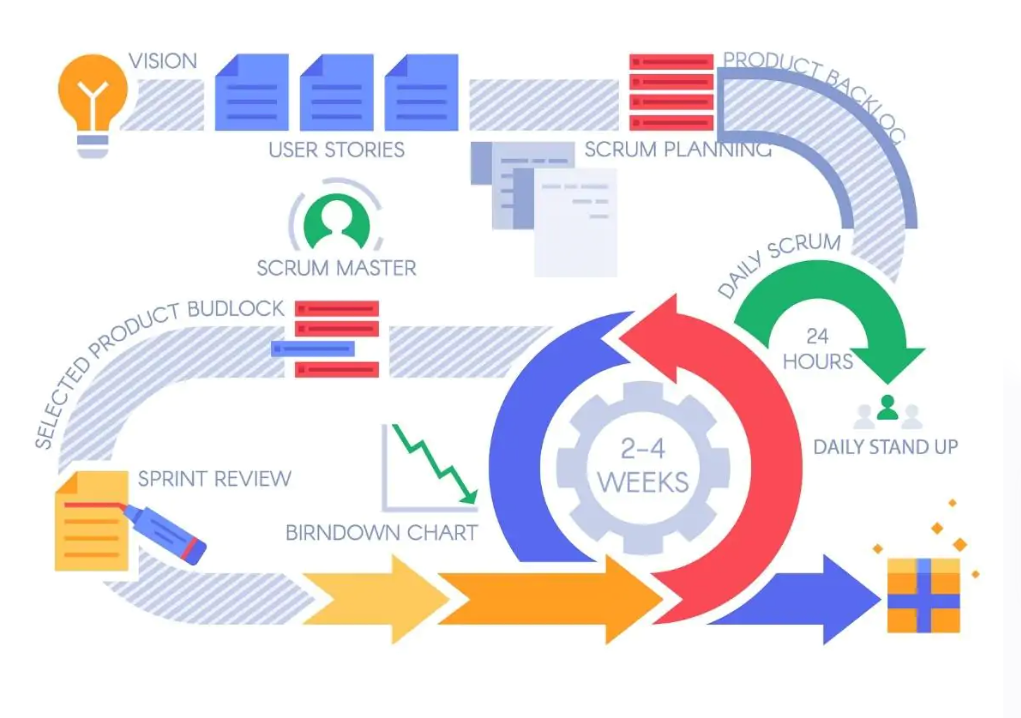 VISION
PRODUCT BACKLOG
USER STORIES
SCRUM PLANNING
SCRUM MASTER
DAILY SCRUM
SELECTED PRODUCT BUDLOCK
24
HOURS
2–4
WEEKS
DAILY STAND UP
SPRINT REVIEW
BIRNDOWN CHART